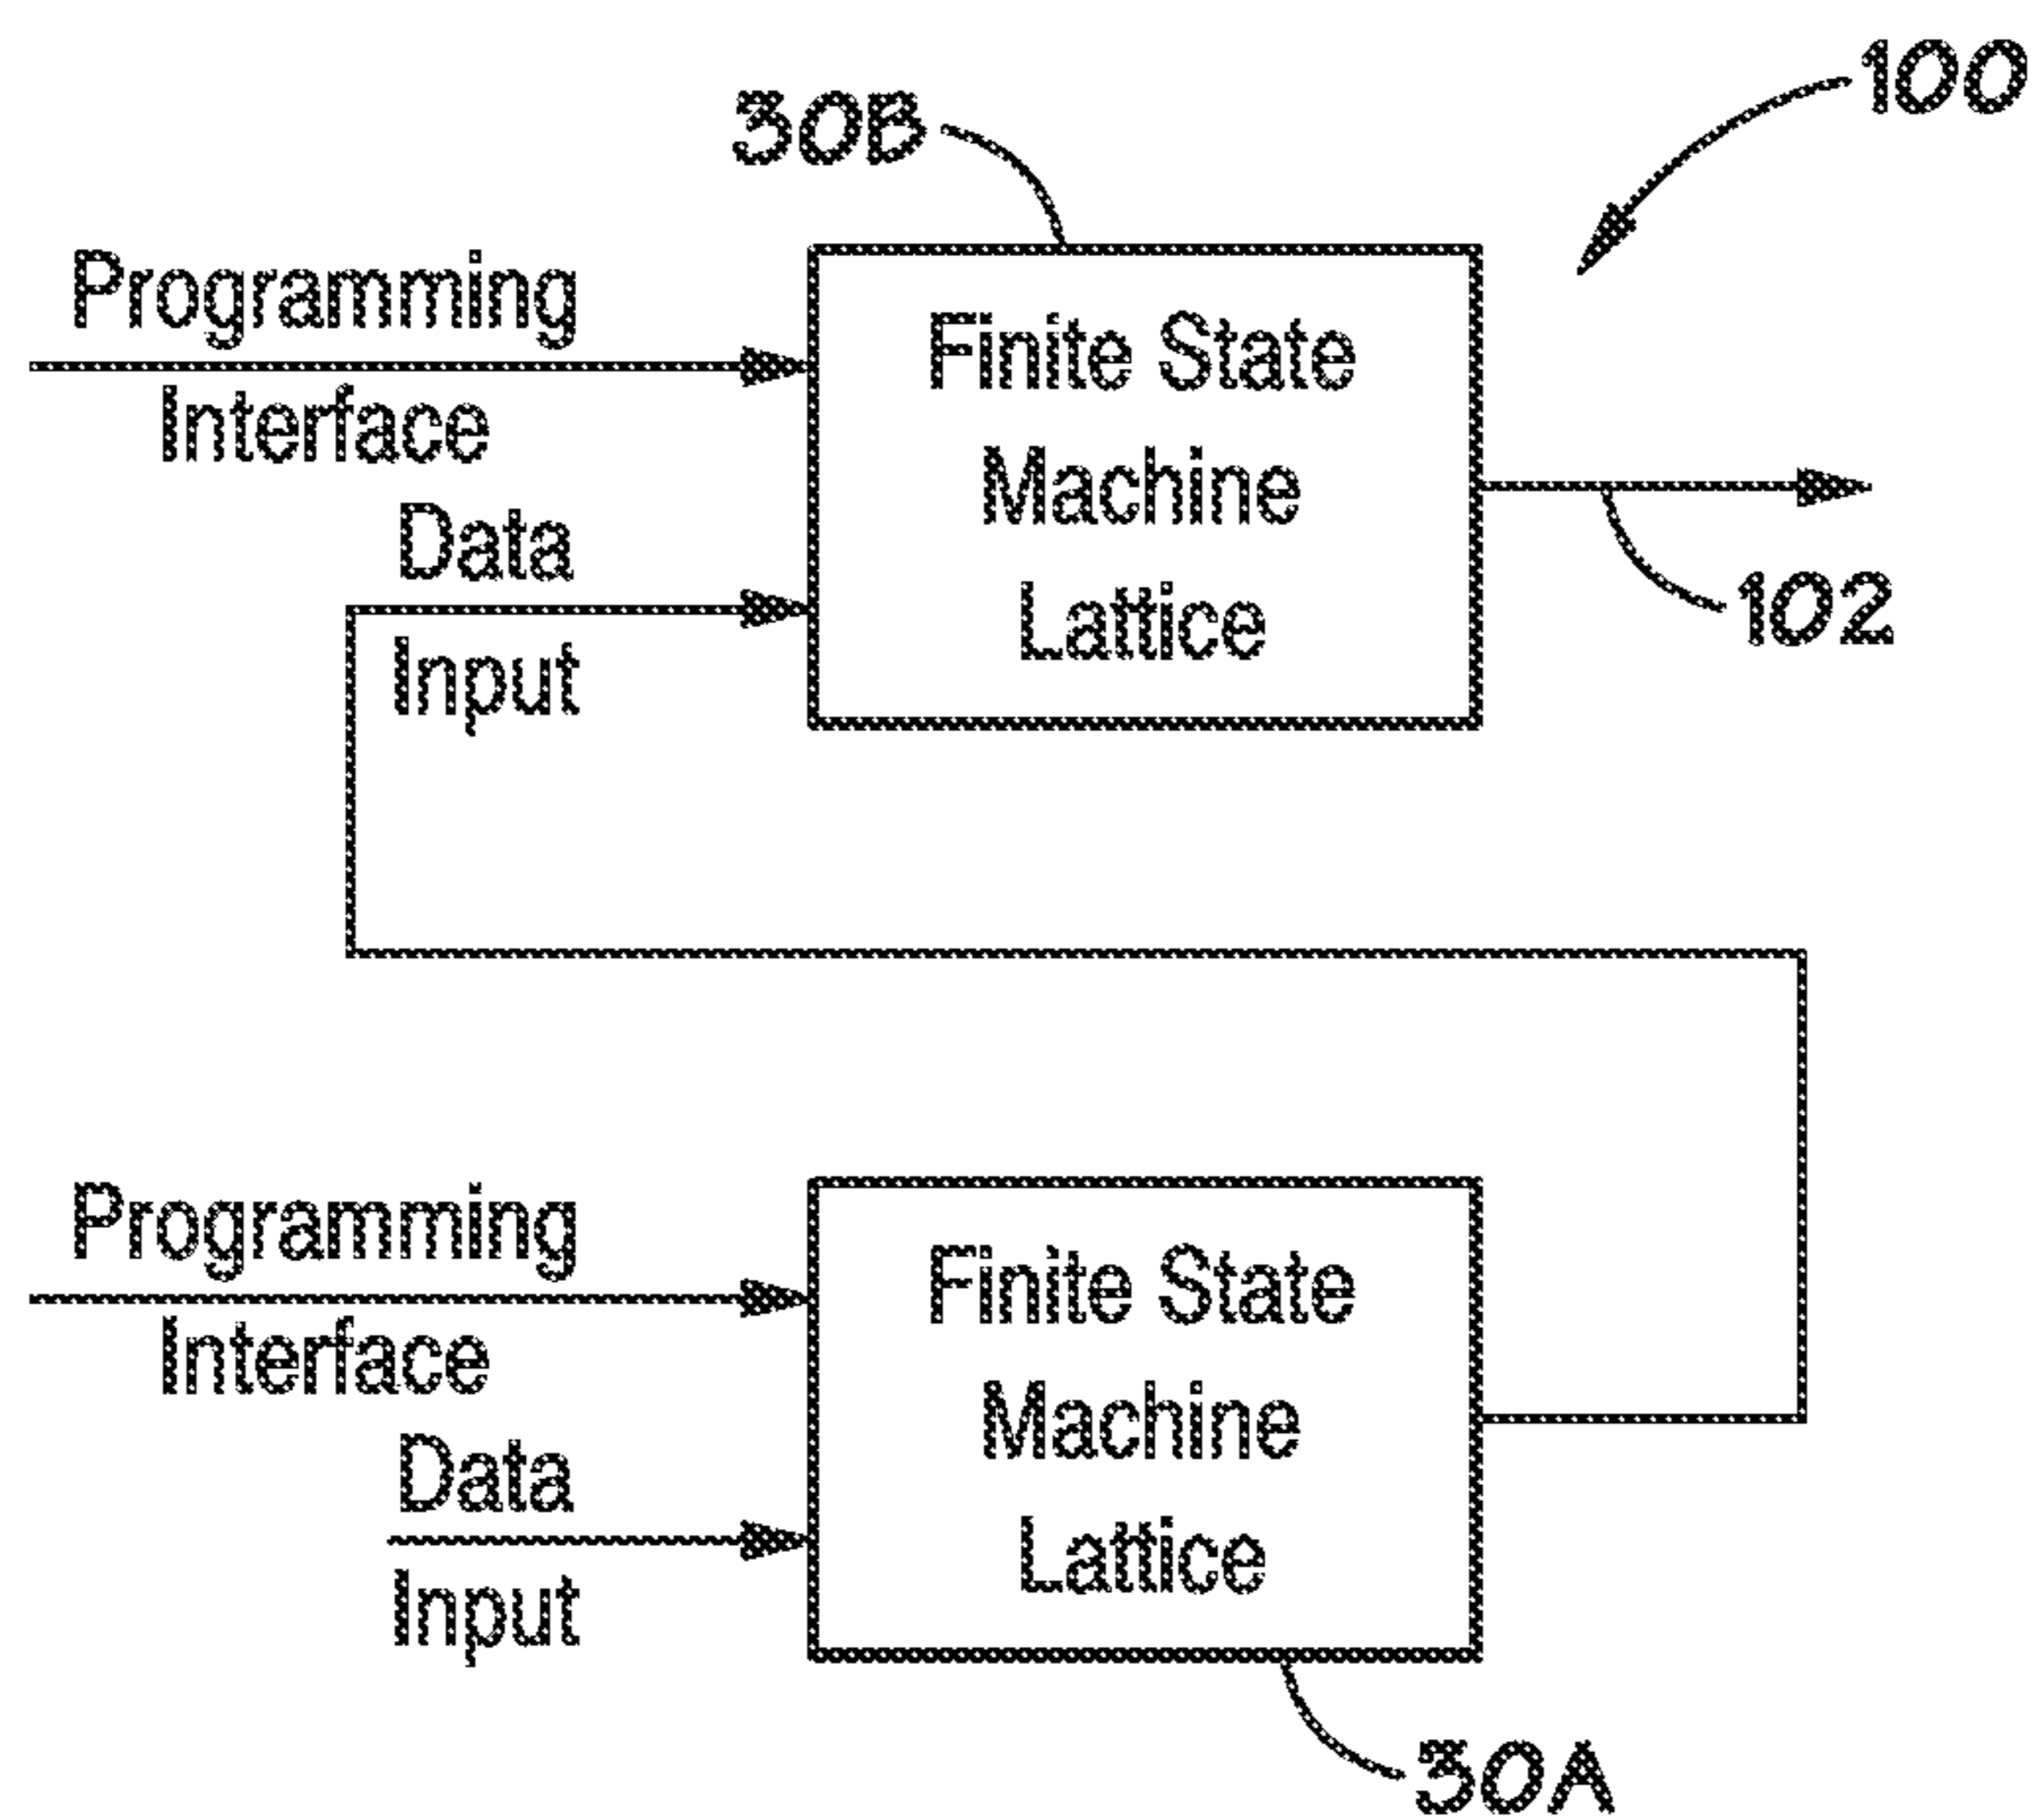 100
30B
Programming
Interface
Data
Input
Finite State
Machine
Lattice
102
Programming
Interface
Data
Input
Finite State
Machine
Lattice
30A